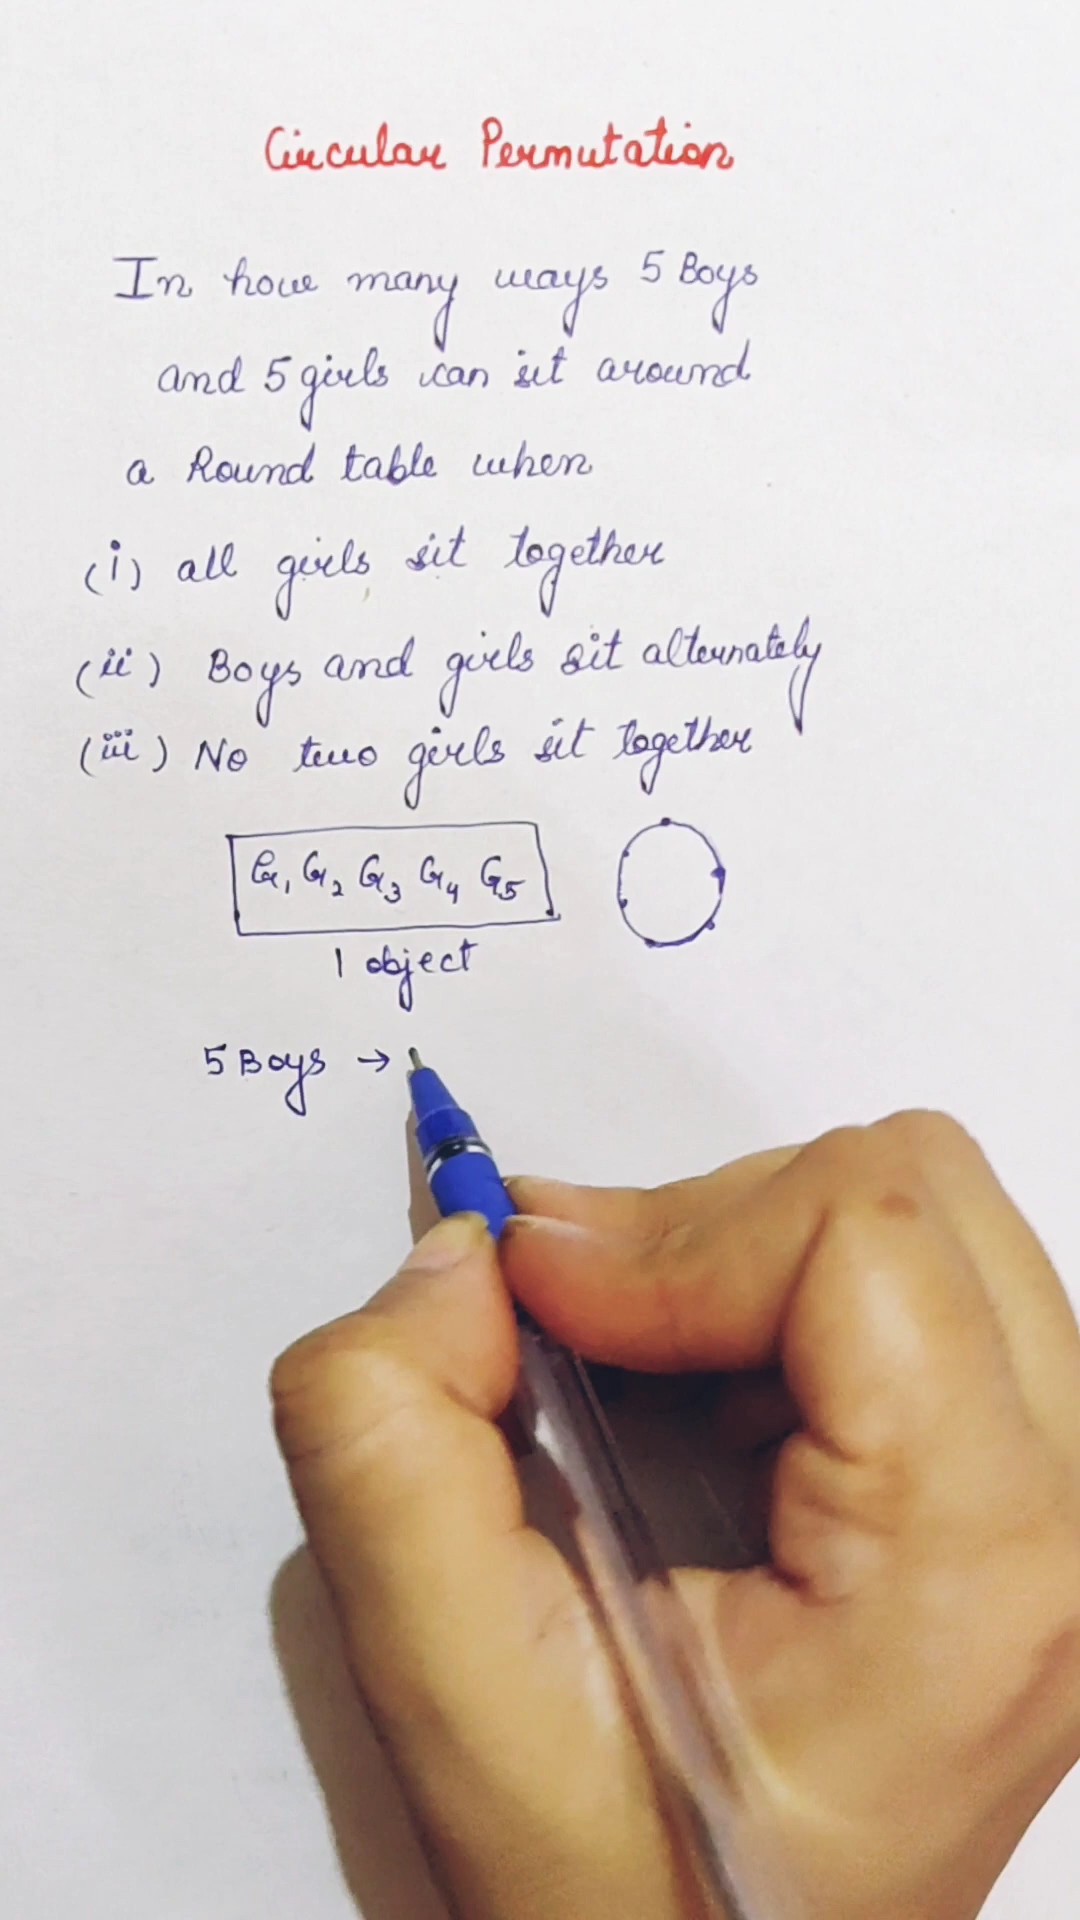 Circular Permutation
In how many ways 5 Boys
and 5 girls can sit around
a Round table when
(i) all girls sit together
(ii) Boys and girls sit alternately
(iii) No two girls sit together
G₁ G₂ G₃ G₄ G₅
1 object
5 Boys →